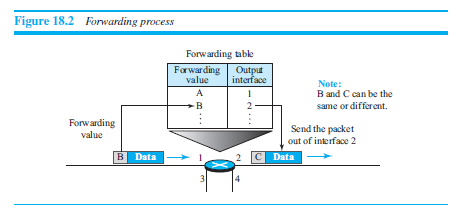 Figure 18.2 Forwarding process
Forwarding table
Forwarding value
Output interface
A 1
B 2
⋮ ⋮
Note:
B and C can be the
same or different.
Forwarding
value
Send the packet
out of interface 2
B Data
1
2
C Data
3
4